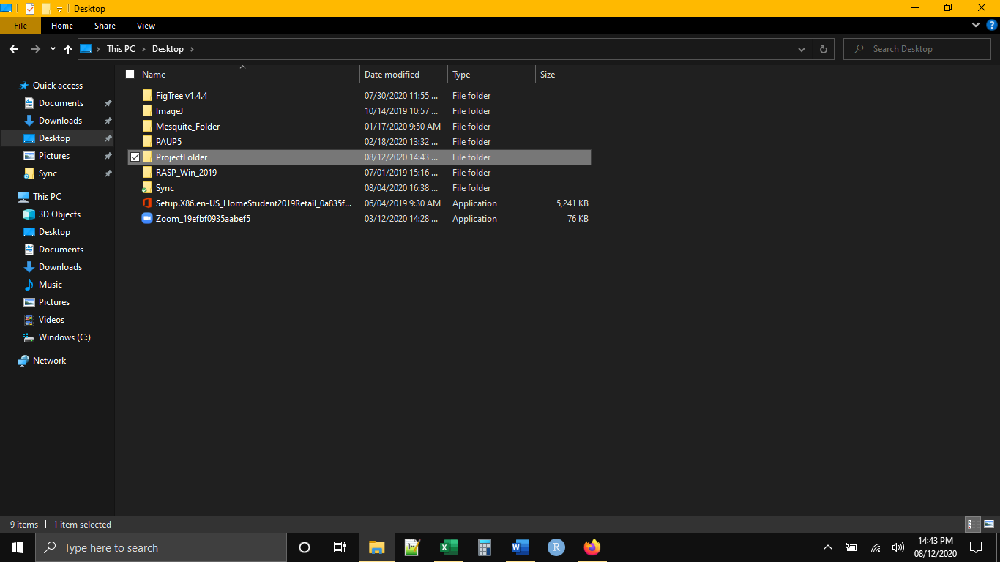 Desktop
File Home Share View
This PC Desktop Search Desktop
Name Date modified Type Size
Quick access
Documents
Downloads
Desktop
Pictures
Sync
This PC
3D Objects
Desktop
Documents
Downloads
Music
Pictures
Videos
Windows (C:)
Network
FigTree v1.4.4 07/30/2020 11:55 ... File folder
ImageJ 10/14/2019 10:57 ... File folder
Mesquite_Folder 01/17/2020 9:50 AM File folder
PAUP5 02/18/2020 13:32 ... File folder
ProjectFolder 08/12/2020 14:43 ... File folder
RASP_Win_2019 07/01/2019 15:16 ... File folder
Sync 08/04/2020 16:38 ... File folder
Setup.X86.en-US_HomeStudent2019Retail_0a835f... 06/04/2019 9:30 AM Application 5,241 KB
Zoom_19efbf0935aabef5 03/12/2020 14:28 ... Application 76 KB
9 items 1 item selected
Type here to search
14:43 PM
08/12/2020